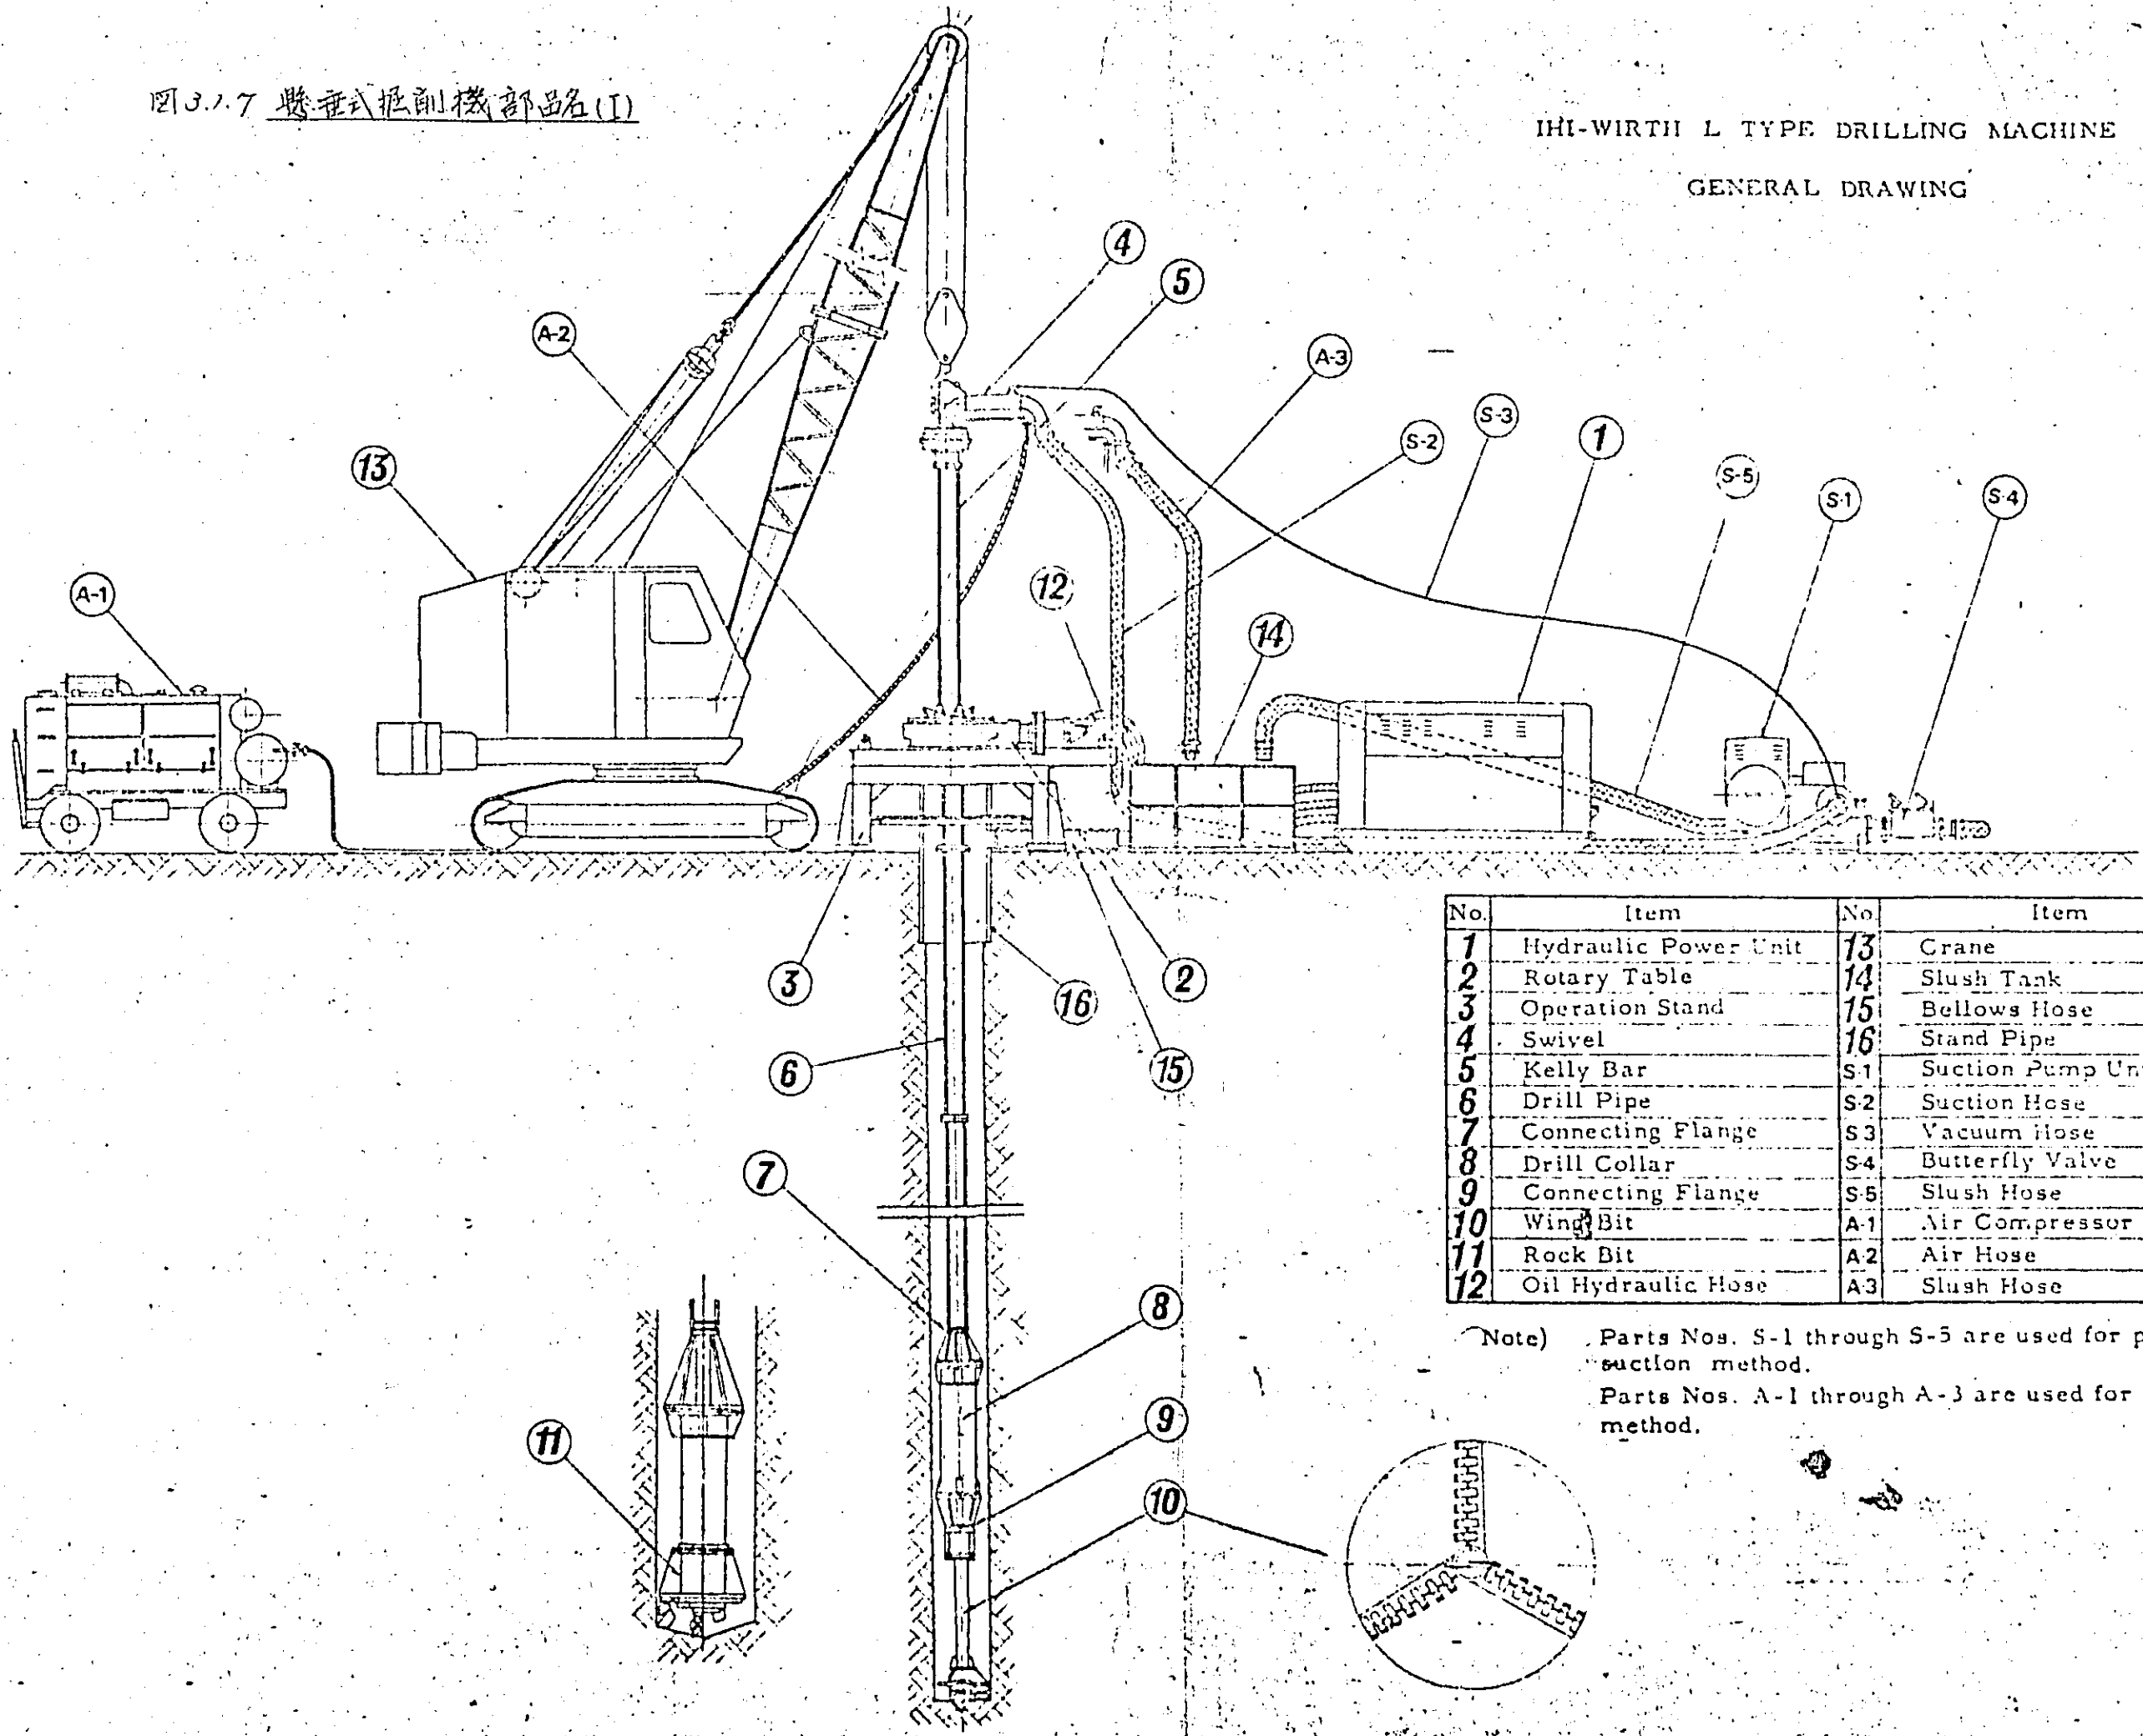 図3.1.7 懸垂式掘削機部品名(I)
IHI-WIRTH L TYPE DRILLING MACHINE
GENERAL DRAWING
4
5
A-2
A-3
S-3
S-2
1
13
S-5
S-1
S-4
A-1
12
14
3
16
2
6
15
7
8
9
11
10
No. Item No. Item
1 Hydraulic Power Unit 13 Crane
2 Rotary Table 14 Slush Tank
3 Operation Stand 15 Bellows Hose
4 Swivel 16 Stand Pipe
5 Kelly Bar S-1 Suction Pump
6 Drill Pipe S-2 Suction Hose
7 Connecting Flange S-3 Vacuum Hose
8 Drill Collar S-4 Butterfly Valve
9 Connecting Flange S-5 Slush Hose
10 Wing Bit A-1 Air Compressor
11 Rock Bit A-2 Air Hose
12 Oil Hydraulic Hose A-3 Slush Hose
Note) Parts Nos. S-1 through S-5 are used for
suction method.
Parts Nos. A-1 through A-3 are used for
method.